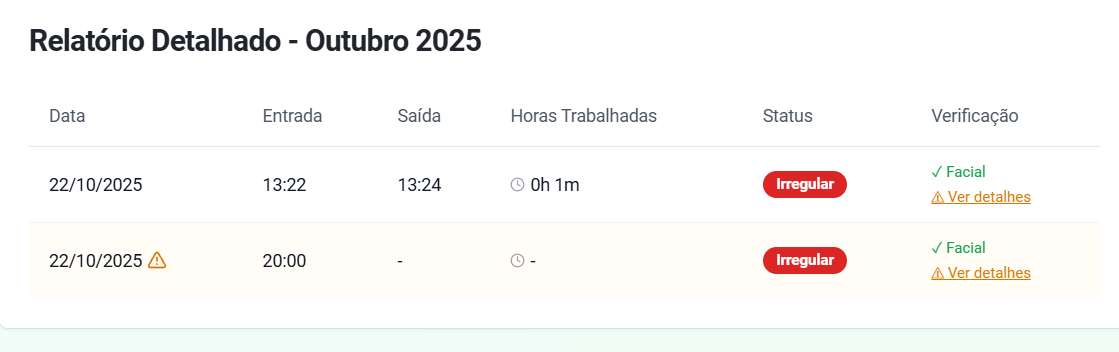 Relatório Detalhado - Outubro 2025
Data Entrada Saída Horas Trabalhadas Status Verificação
22/10/2025 13:22 13:24 0h 1m Irregular ✓ Facial
⚠ Ver detalhes
22/10/2025 ⚠ 20:00 - - Irregular ✓ Facial
⚠ Ver detalhes